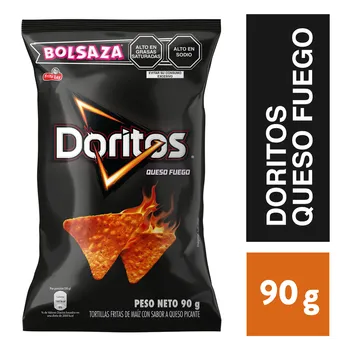 BOLSAZA
ALTO EN GRASAS SATURADAS
ALTO EN SODIO
EVITAR SU CONSUMO EXCESIVO
Doritos
QUESO FUEGO
PESO NETO 90 g
TORTILLAS FRITAS DE MAÍZ CON SABOR A QUESO PICANTE
DORITOS
QUESO FUEGO
90 g